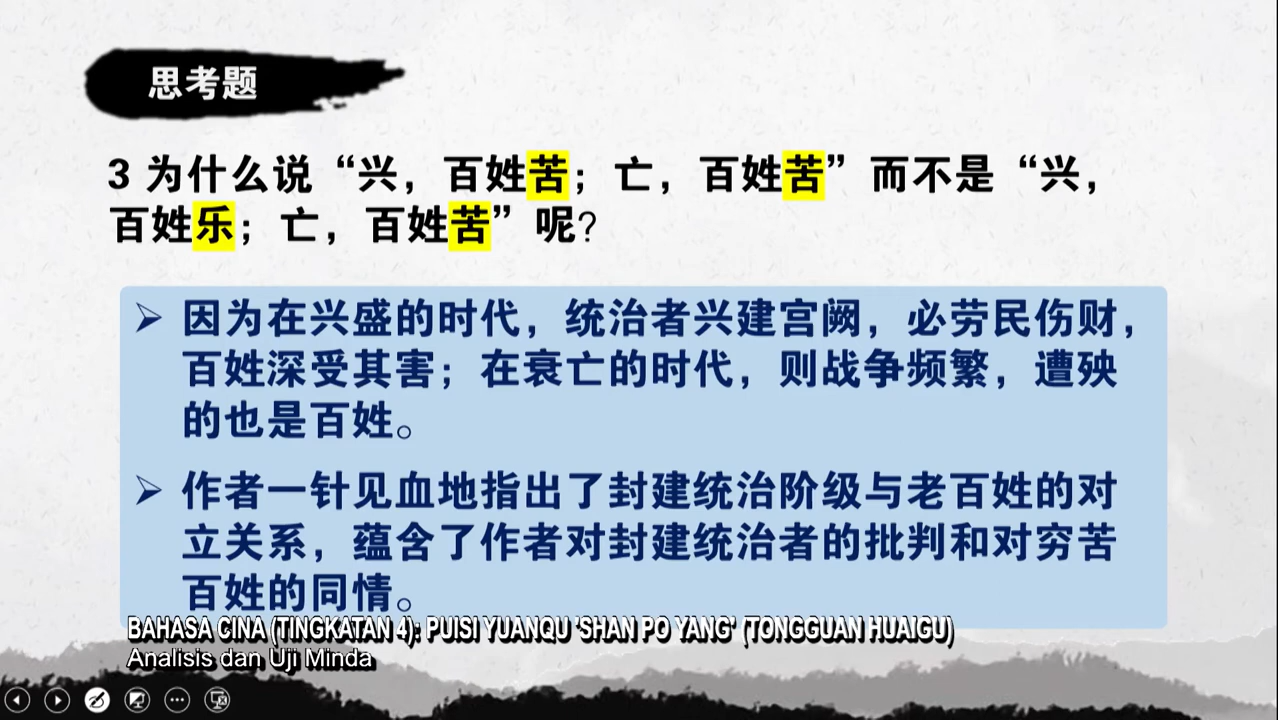 思考题
3 为什么说“兴，百姓苦；亡，百姓苦”而不是“兴，
百姓乐；亡，百姓苦”呢？
因为在兴盛的时代，统治者兴建宫阙，必劳民伤财，
百姓深受其害；在衰亡的时代，则战争频繁，遭殃
的也是百姓。
作者一针见血地指出了封建统治阶级与老百姓的对
立关系，蕴含了作者对封建统治者的批判和对穷苦
百姓的同情。
BAHASA CINA (TINGKATAN 4): PUISI YUANQU 'SHAN PO YANG' (TONGGUAN HUAIGU)
Analisis dan Uji Minda